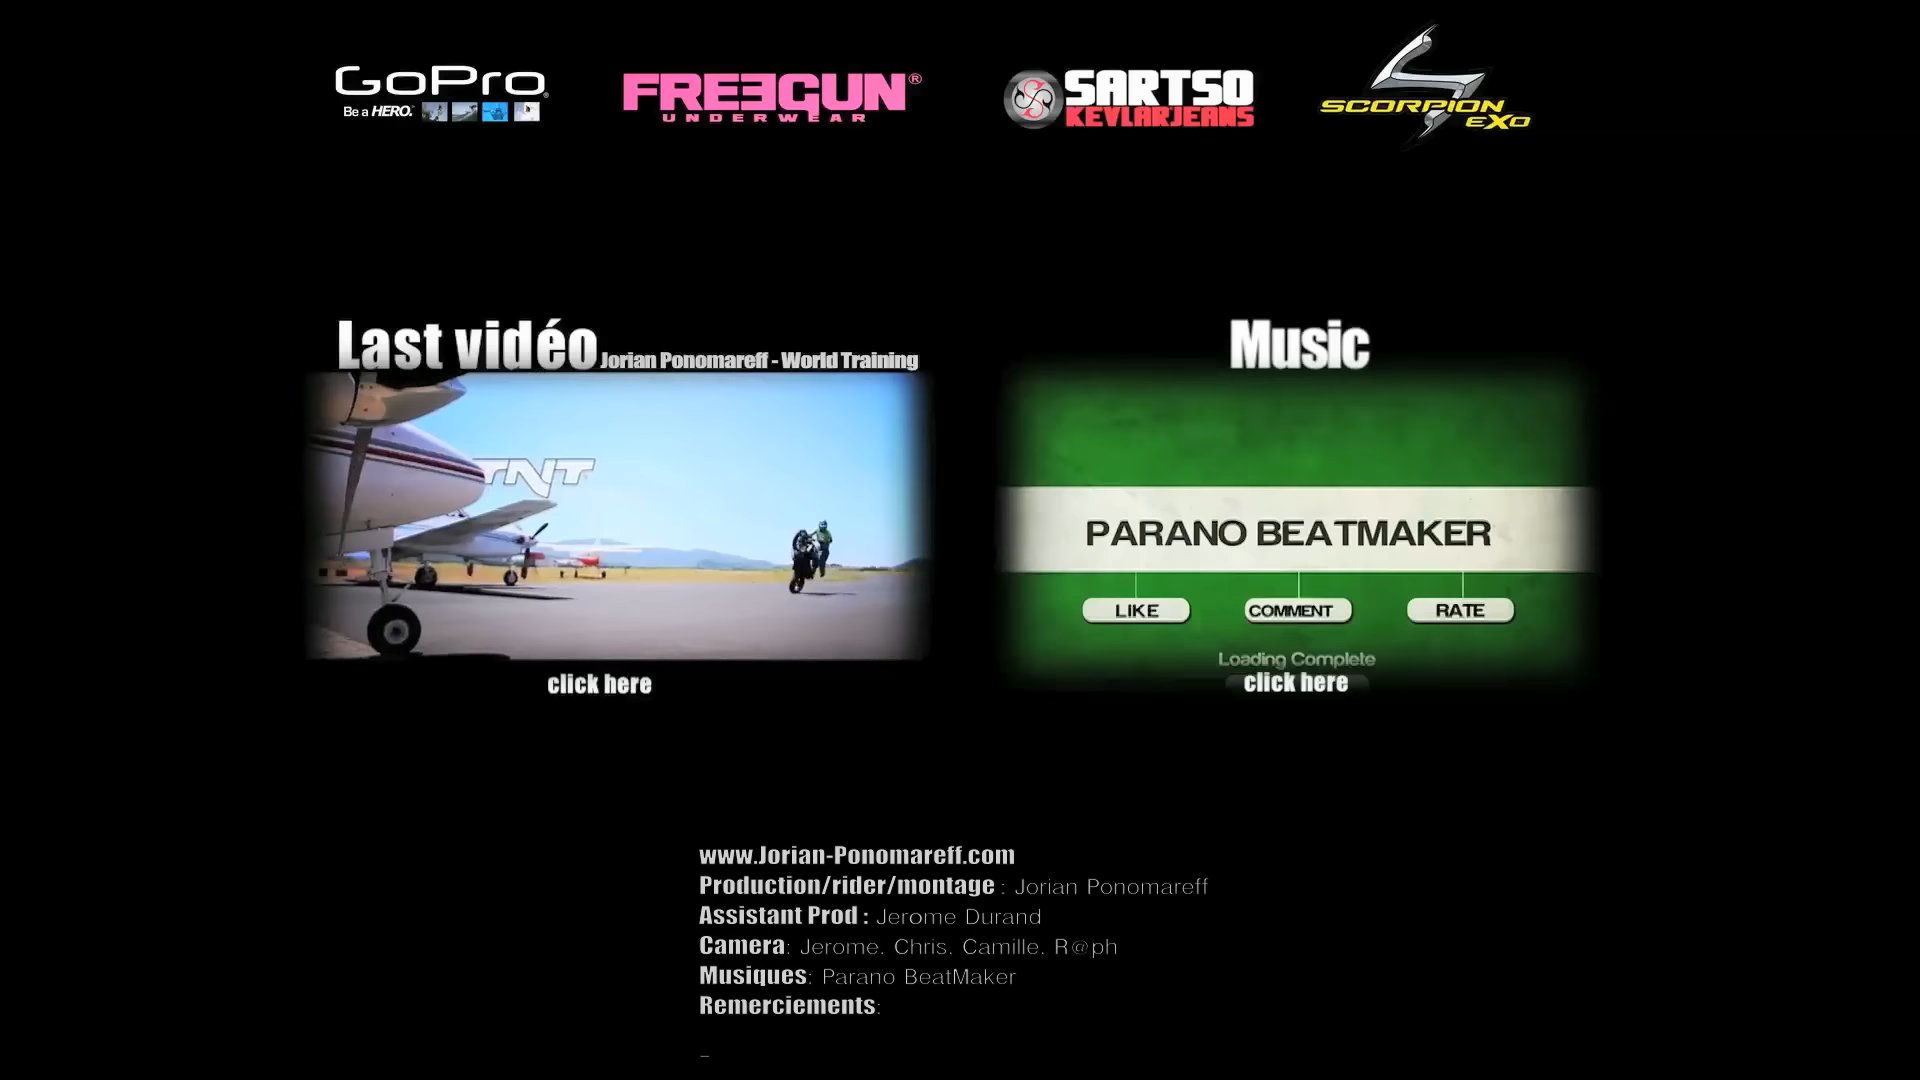 GoPro®
Be a HERO.™
FREEGUN®
UNDERWEAR
SARTSO
KEVLARJEANS
SCORPION
EXO
Last vidéo Jorian Ponomareff - World Training
TNT
click here
Music
PARANO BEATMAKER
LIKE COMMENT RATE
Loading Complete
click here
www.Jorian-Ponomareff.com
Production/rider/montage : Jorian Ponomareff
Assistant Prod : Jerome Durand
Camera: Jerome. Chris. Camille. R@ph
Musiques: Parano BeatMaker
Remerciements:
_